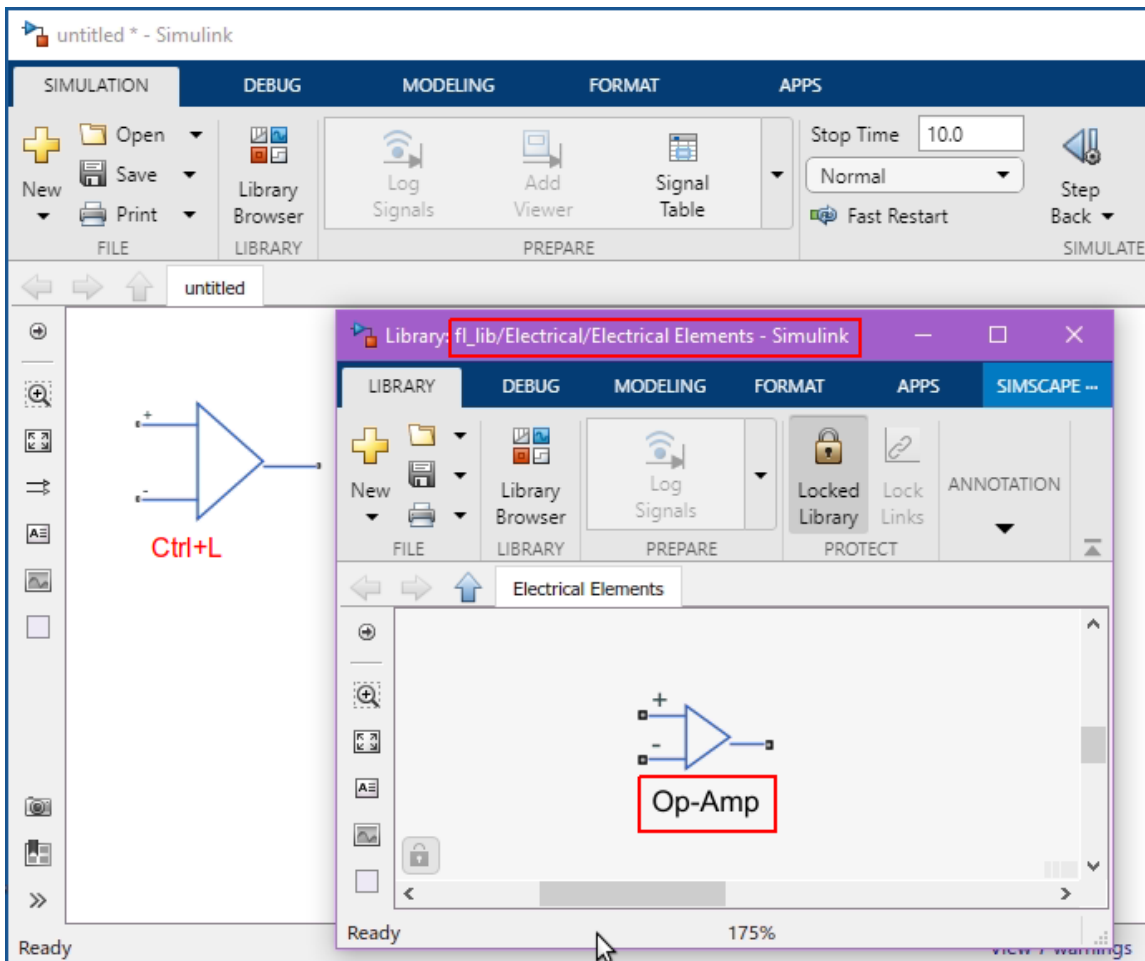 untitled * - Simulink
SIMULATION DEBUG MODELING FORMAT APPS
New
Open
Save
Print
FILE
Library
Browser
LIBRARY
Log
Signals
Add
Viewer
Signal
Table
PREPARE
Stop Time 10.0
Normal
Fast Restart
Step
Back
SIMULATE
untitled
+
-
Ctrl+L
Library: fl_lib/Electrical/Electrical Elements - Simulink
LIBRARY DEBUG MODELING FORMAT APPS SIMSCAPE ...
New
FILE
Library
Browser
LIBRARY
Log
Signals
PREPARE
Locked
Library
Lock
Links
PROTECT
ANNOTATION
Electrical Elements
+
-
Op-Amp
Ready 175%
Ready
View 7 warnings